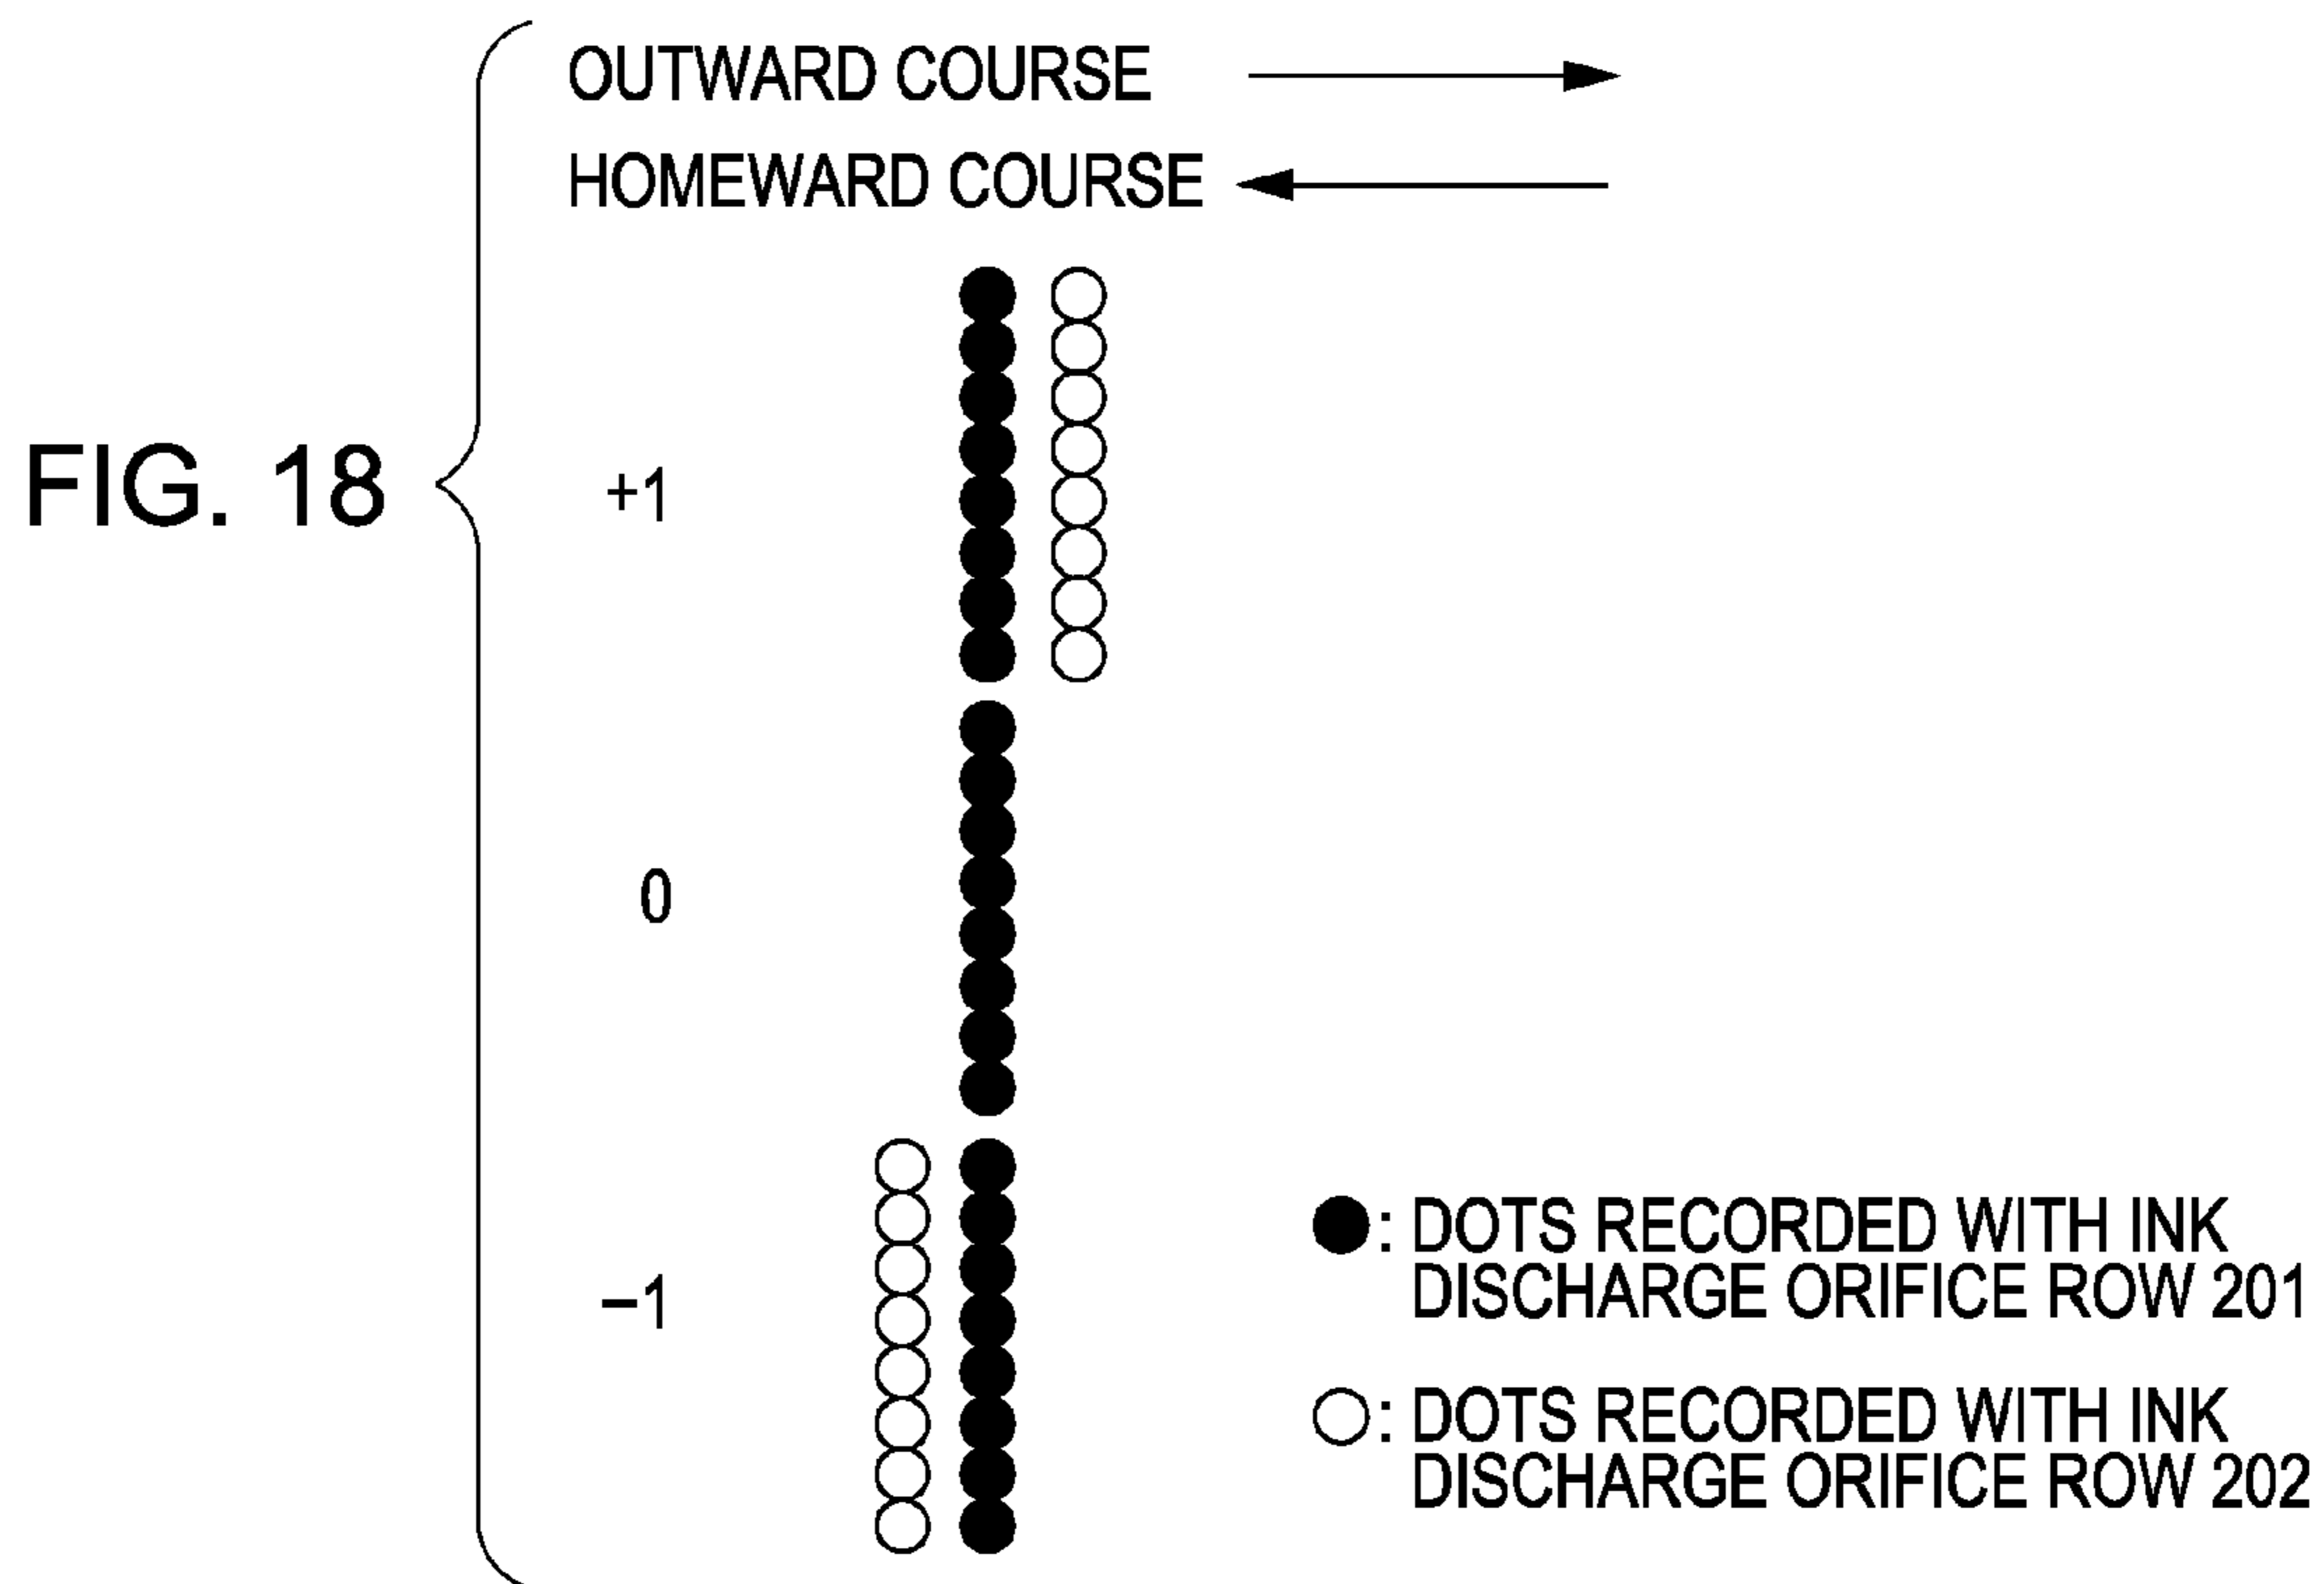 OUTWARD COURSE
HOMEWARD COURSE
FIG. 18
+1
0
−1
: DOTS RECORDED WITH INK
DISCHARGE ORIFICE ROW 201
: DOTS RECORDED WITH INK
DISCHARGE ORIFICE ROW 202